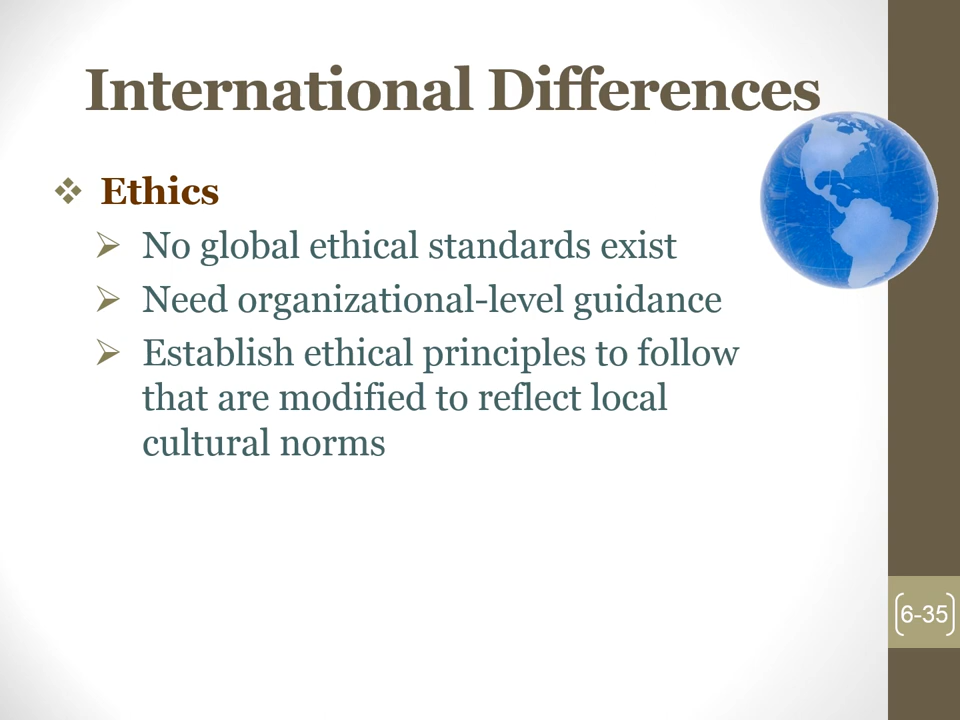 International Differences
Ethics
No global ethical standards exist
Need organizational-level guidance
Establish ethical principles to follow
that are modified to reflect local
cultural norms
6-35